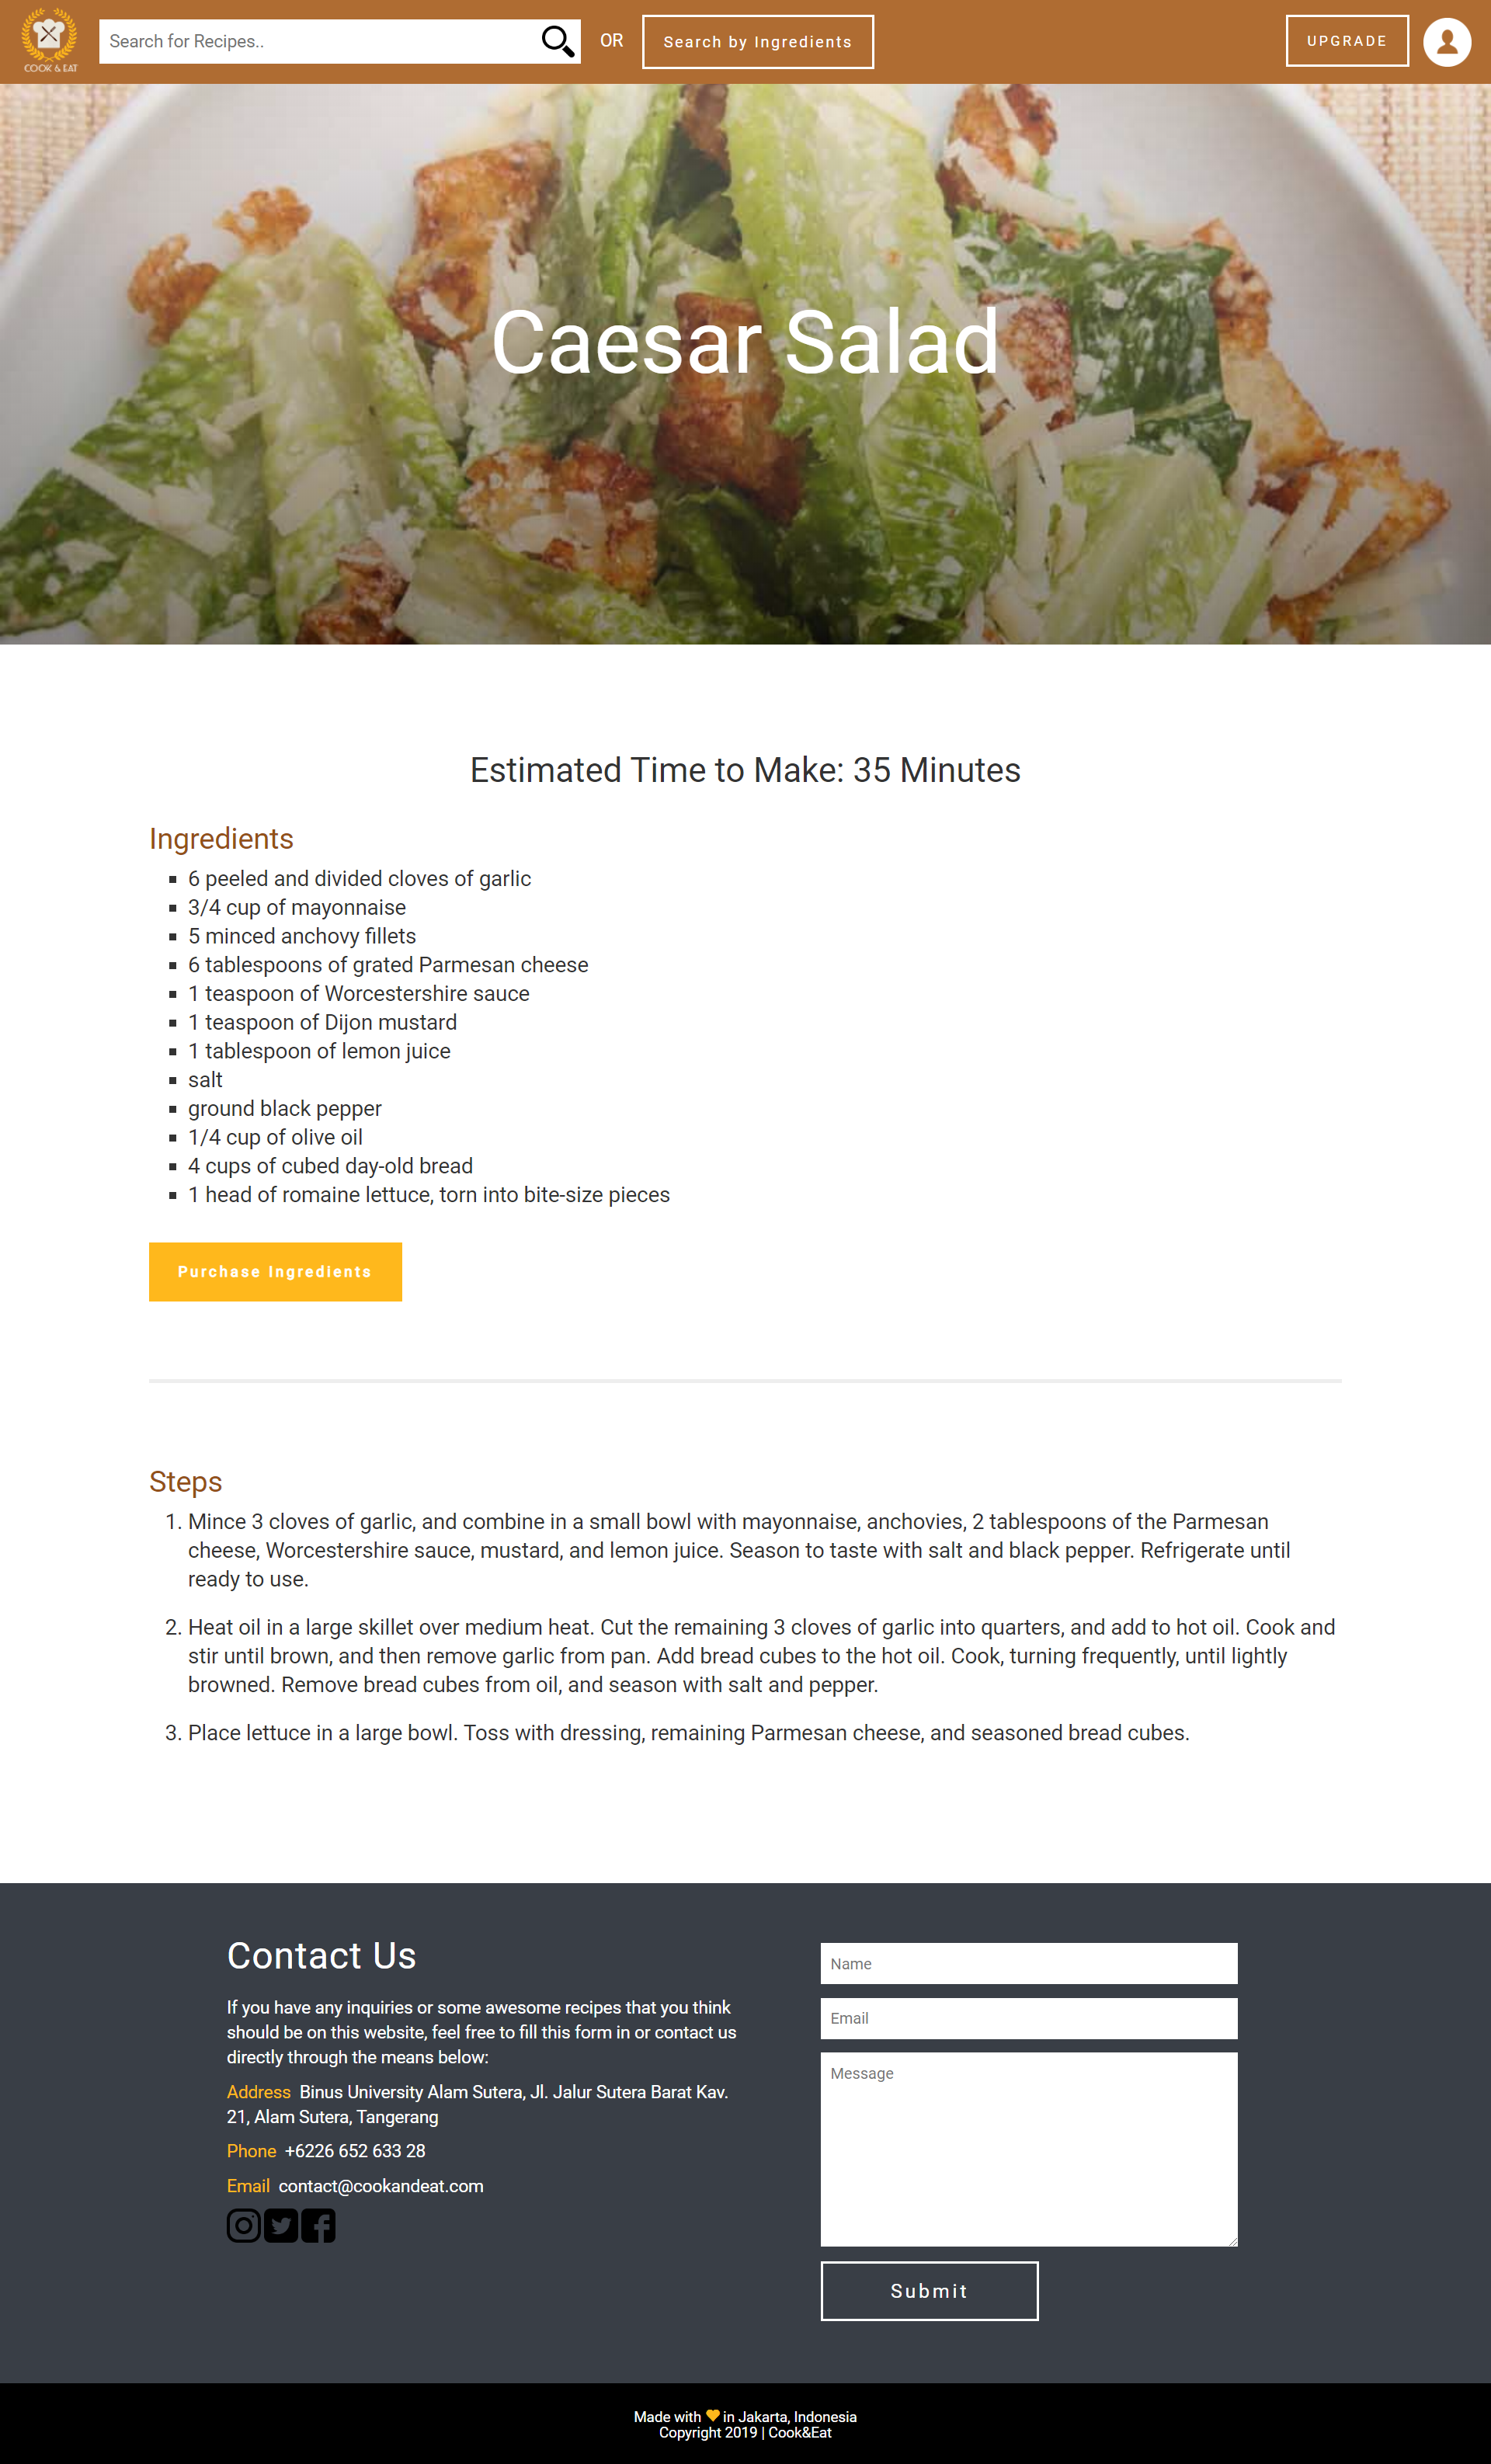 COOK & EAT
Search for Recipes..
OR
Search by Ingredients
UPGRADE
Caesar Salad
Estimated Time to Make: 35 Minutes
Ingredients
6 peeled and divided cloves of garlic
3/4 cup of mayonnaise
5 minced anchovy fillets
6 tablespoons of grated Parmesan cheese
1 teaspoon of Worcestershire sauce
1 teaspoon of Dijon mustard
1 tablespoon of lemon juice
salt
ground black pepper
1/4 cup of olive oil
4 cups of cubed day-old bread
1 head of romaine lettuce, torn into bite-size pieces
Purchase Ingredients
Steps
1. Mince 3 cloves of garlic, and combine in a small bowl with mayonnaise, anchovies, 2 tablespoons of the Parmesan
cheese, Worcestershire sauce, mustard, and lemon juice. Season to taste with salt and black pepper. Refrigerate until
ready to use.
2. Heat oil in a large skillet over medium heat. Cut the remaining 3 cloves of garlic into quarters, and add to hot oil. Cook and
stir until brown, and then remove garlic from pan. Add bread cubes to the hot oil. Cook, turning frequently, until lightly
browned. Remove bread cubes from oil, and season with salt and pepper.
3. Place lettuce in a large bowl. Toss with dressing, remaining Parmesan cheese, and seasoned bread cubes.
Contact Us
If you have any inquiries or some awesome recipes that you think
should be on this website, feel free to fill this form in or contact us
directly through the means below:
Address Binus University Alam Sutera, Jl. Jalur Sutera Barat Kav.
21, Alam Sutera, Tangerang
Phone +6226 652 633 28
Email contact@cookandeat.com
Name
Email
Message
Submit
Made with in Jakarta, Indonesia
Copyright 2019 | Cook&Eat